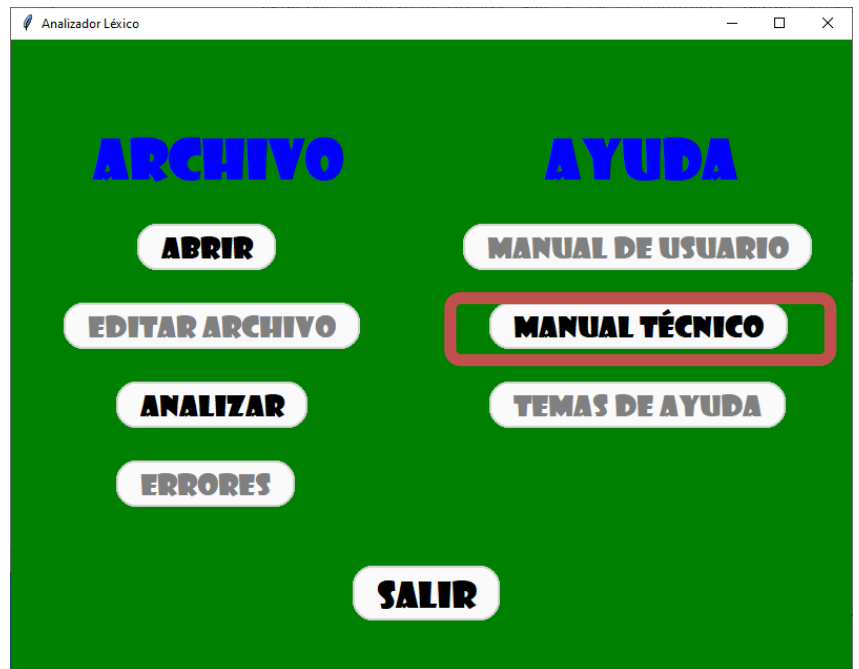 Analizador Léxico
ARCHIVO
ABRIR
EDITAR ARCHIVO
ANALIZAR
ERRORES
AYUDA
MANUAL DE USUARIO
MANUAL TÉCNICO
TEMAS DE AYUDA
SALIR